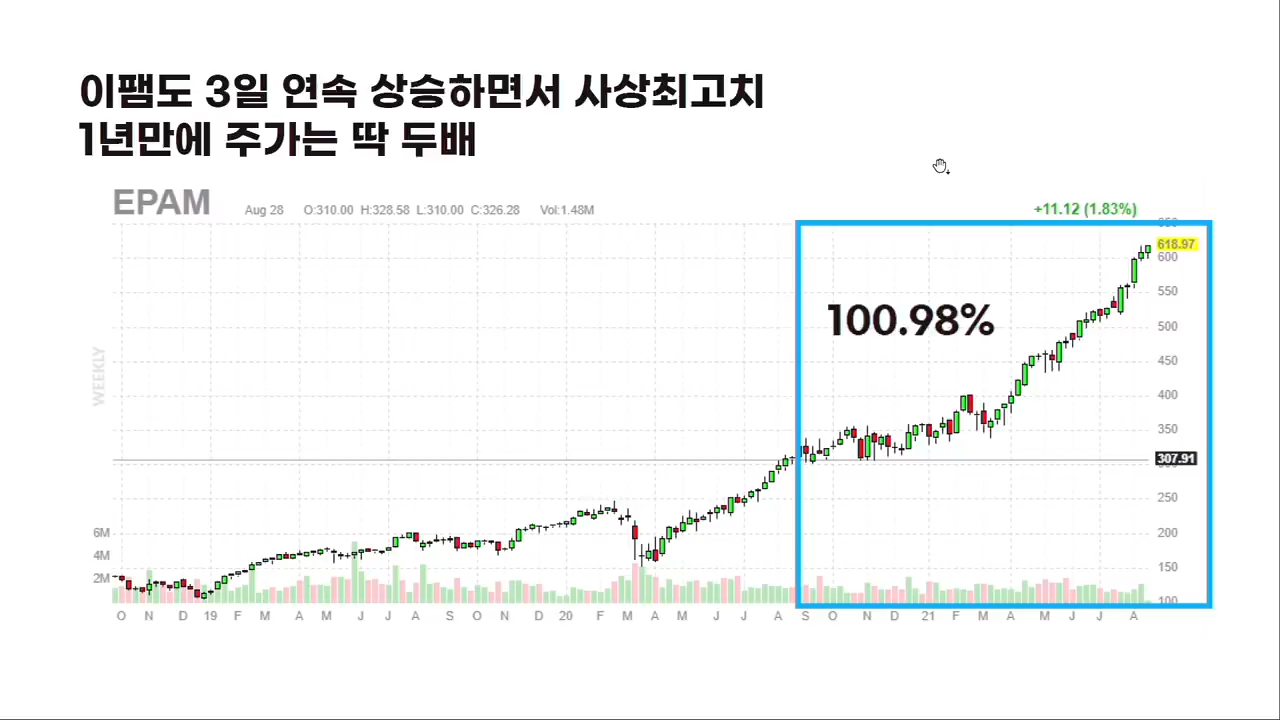 이팸도 3일 연속 상승하면서 사상최고치
1년만에 주가는 딱 두배
EPAM
Aug 28 O:310.00 H:328.58 L:310.00 C:326.28 Vol:1.48M
+11.12 (1.83%)
650
618.97
600
550
100.98%
500
WEEKLY
450
400
350
307.91
300
250
6M 200
4M
150
2M
100
O N D 19 F M A M J J A S O N D 20 F M A M J J A S O N D 21 F M A M J J A